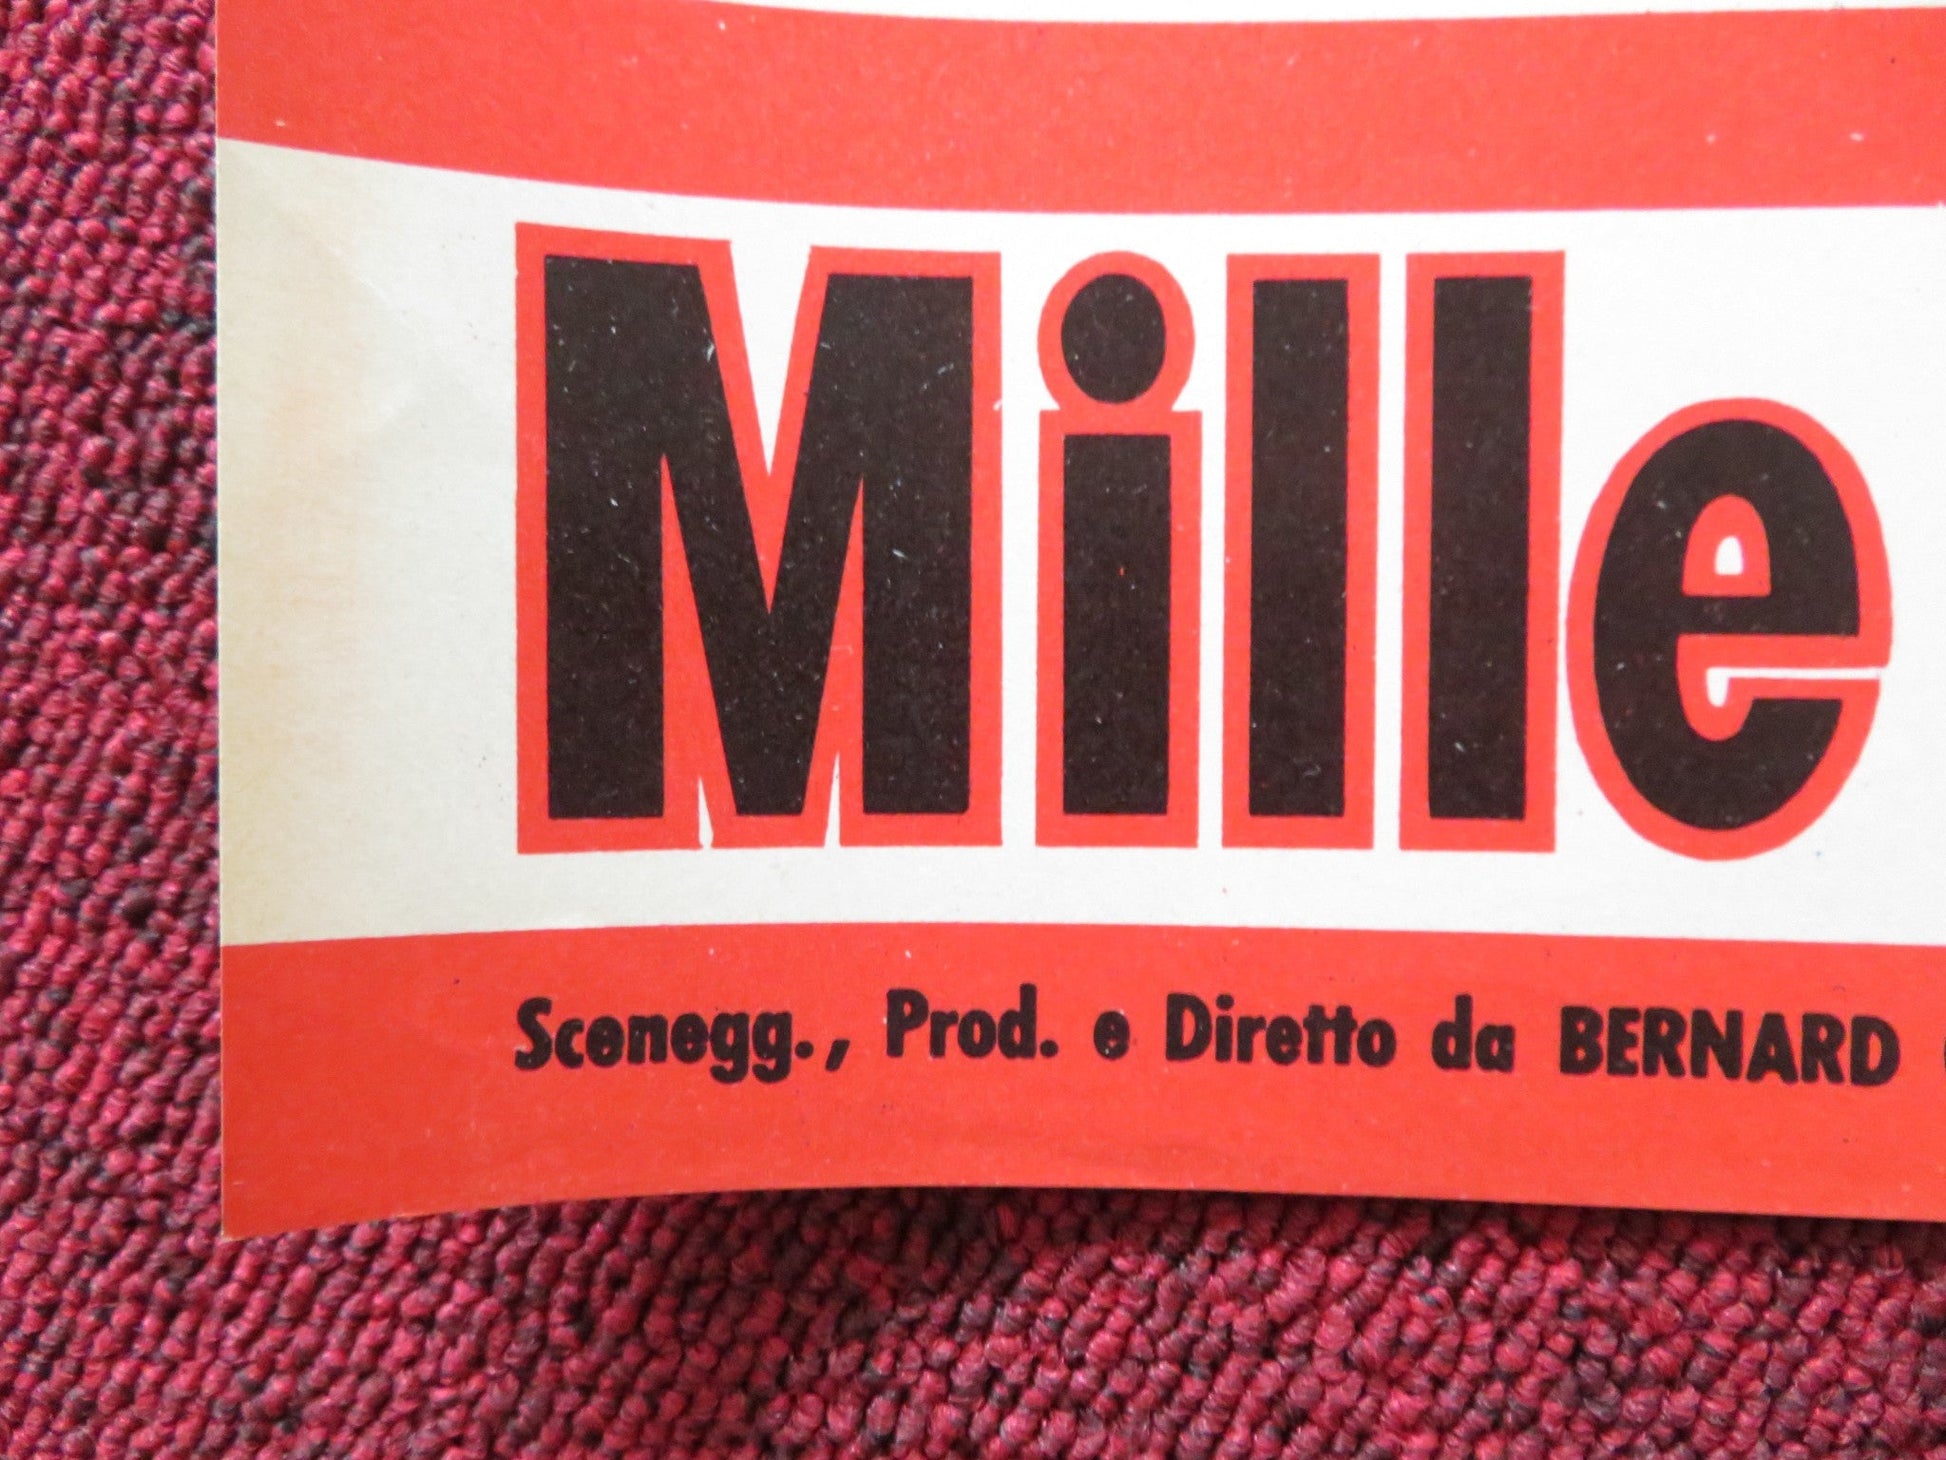 Mille
Scenegg., Prod. e Diretto da BERNARD